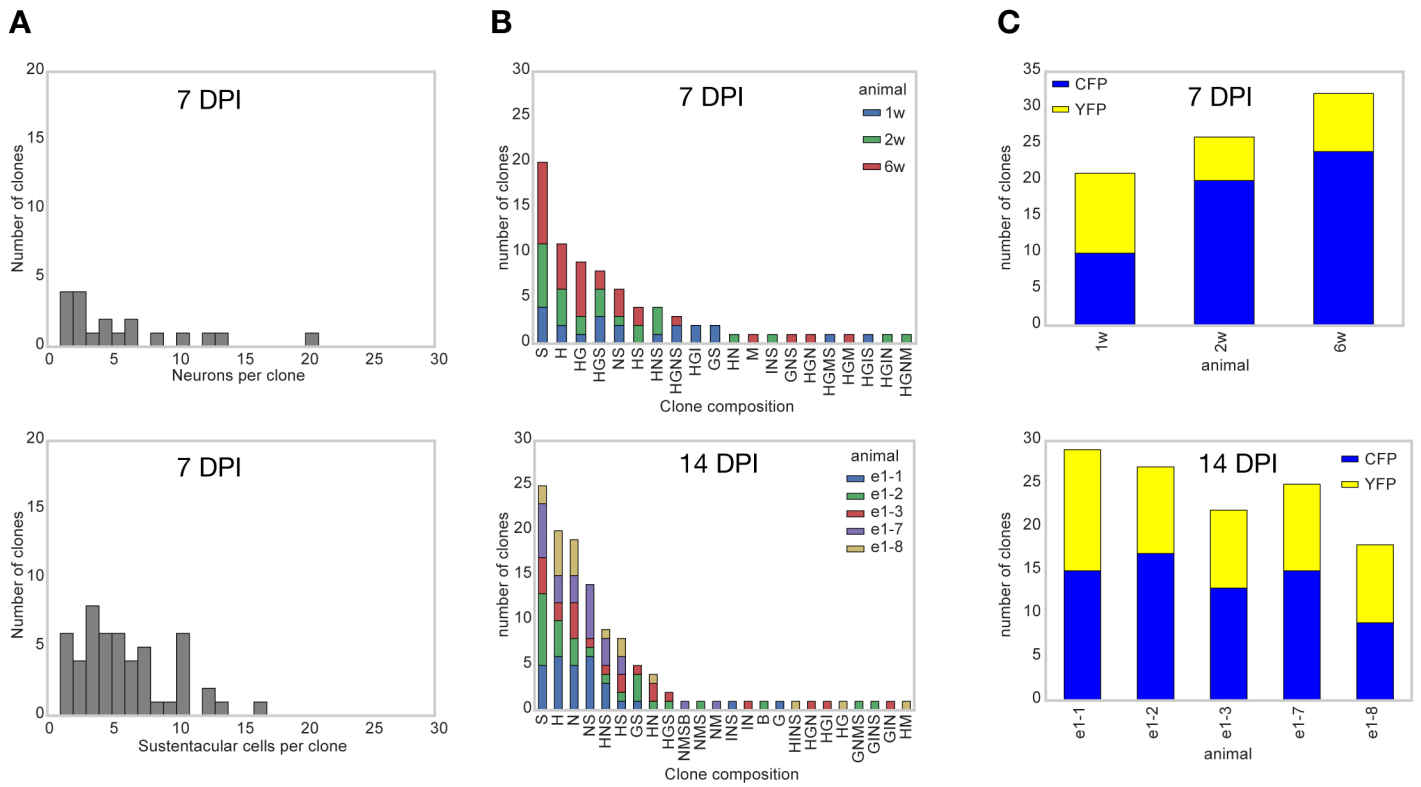 A
B
C
7 DPI
20
15
10
5
0
Number of clones
0
5
10
15
20
25
30
Neurons per clone
7 DPI
20
15
10
5
0
Number of clones
0
5
10
15
20
25
30
Sustentacular cells per clone
7 DPI
animal
1w
2w
6w
30
25
20
15
10
5
0
number of clones
S
H
HG
HGS
NS
HS
HNS
HGNS
HGI
GS
HN
M
INS
GNS
HGN
HGMS
HGM
HGIS
HGIN
HGNM
Clone composition
14 DPI
animal
e1-1
e1-2
e1-3
e1-7
e1-8
30
25
20
15
10
5
0
number of clones
S
H
N
NS
HNS
HS
GS
HN
HGS
NMSB
NMS
NM
INS
IN
B
G
HINS
HGN
HGI
HG
GNMS
GINS
GIN
HM
Clone composition
7 DPI
CFP
YFP
35
30
25
20
15
10
5
0
number of clones
1w
2w
6w
animal
14 DPI
CFP
YFP
30
25
20
15
10
5
0
number of clones
e1-1
e1-2
e1-3
e1-7
e1-8
animal